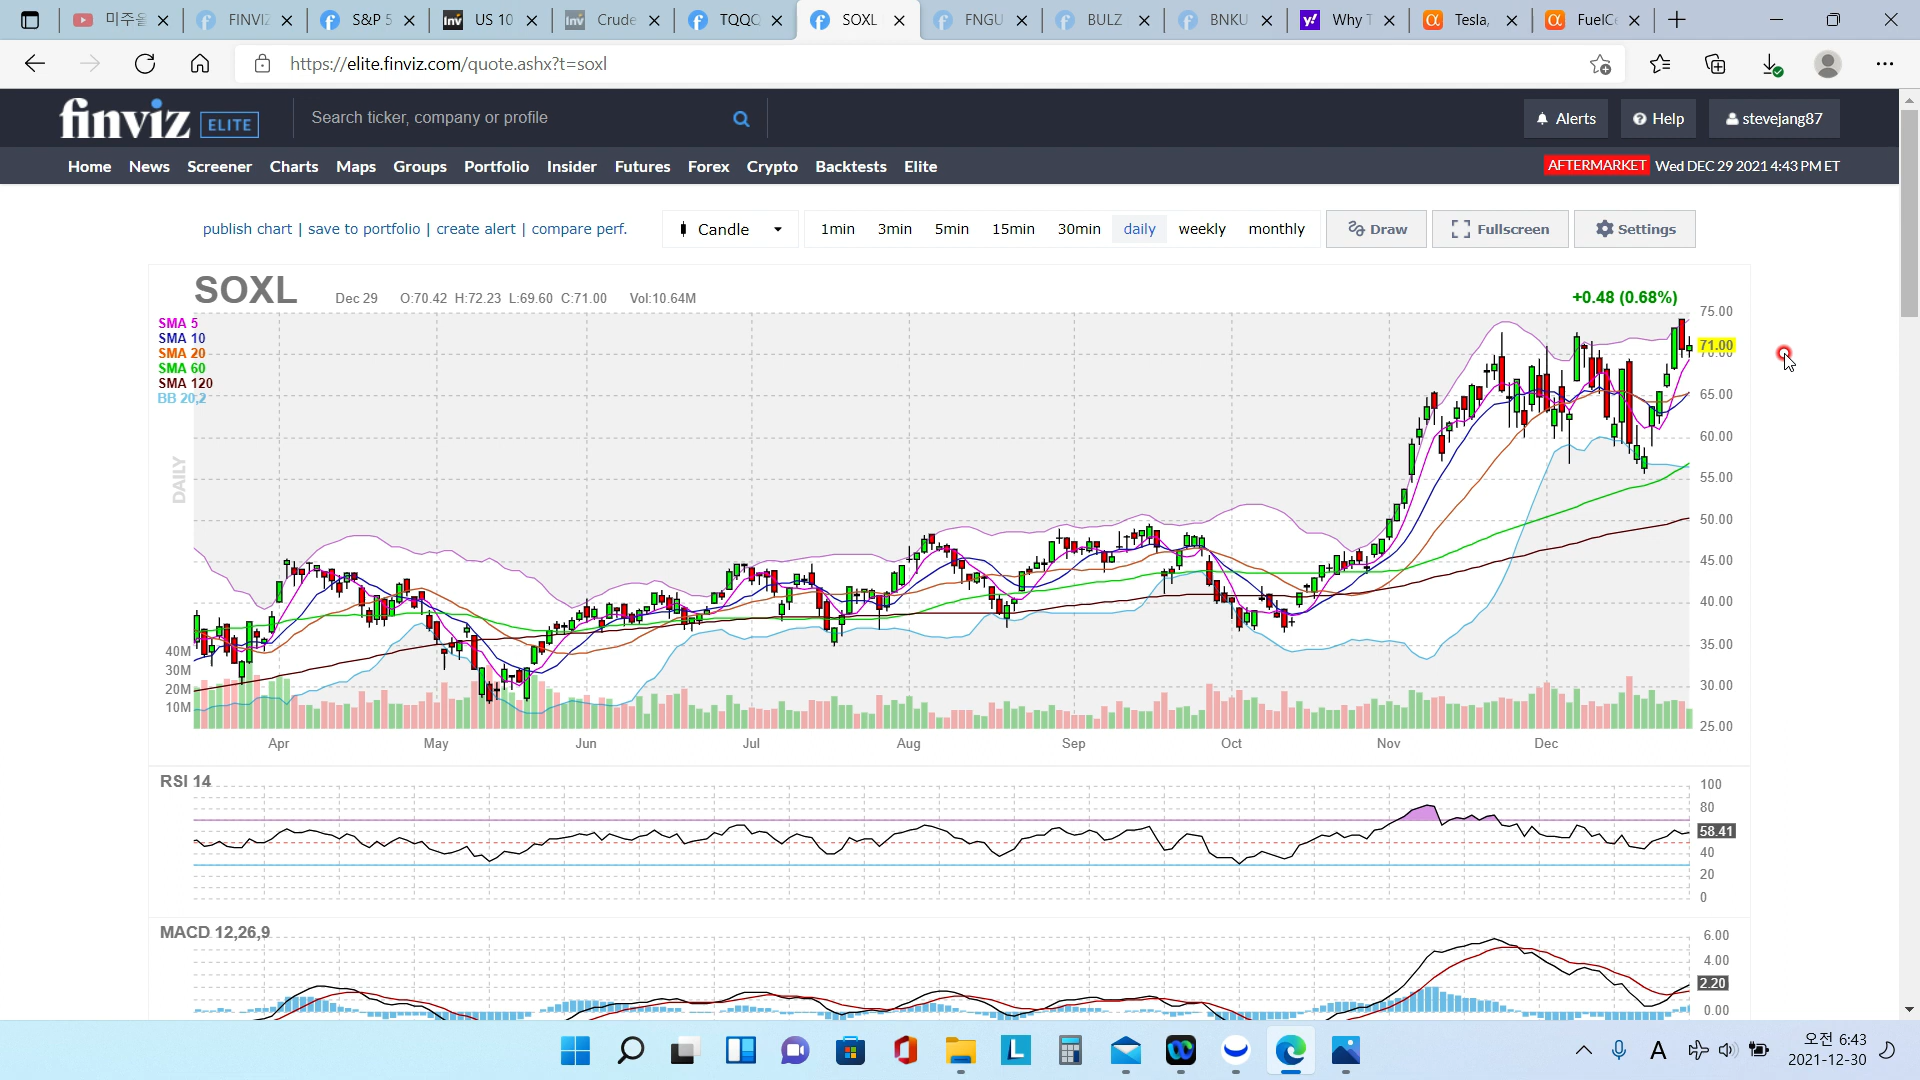 미주 FINVIZ S&P 5 US 10 Crude TQQQ SOXL FNGU BULZ BNKU Why T Tesla, FuelCe
https://elite.finviz.com/quote.ashx?t=soxl
finviz ELITE Search ticker, company or profile Alerts Help stevejang87
Home News Screener Charts Maps Groups Portfolio Insider Futures Forex Crypto Backtests Elite AFTERMARKET Wed DEC 29 2021 4:43 PM ET
publish chart | save to portfolio | create alert | compare perf. Candle 1min 3min 5min 15min 30min daily weekly monthly Draw Fullscreen Settings
SOXL Dec 29 O:70.42 H:72.23 L:69.60 C:71.00 Vol:10.64M +0.48 (0.68%)
75.00
SMA 5
SMA 10
71.00
SMA 20
70.00
SMA 60
SMA 120
BB 20,2
65.00
60.00
DAILY
55.00
50.00
45.00
40.00
35.00
40M
30M
30.00
20M
10M
25.00
Apr May Jun Jul Aug Sep Oct Nov Dec
RSI 14
100
80
58.41
40
20
0
MACD 12,26,9
6.00
4.00
2.20
0.00
A
오전 6:43
2021-12-30